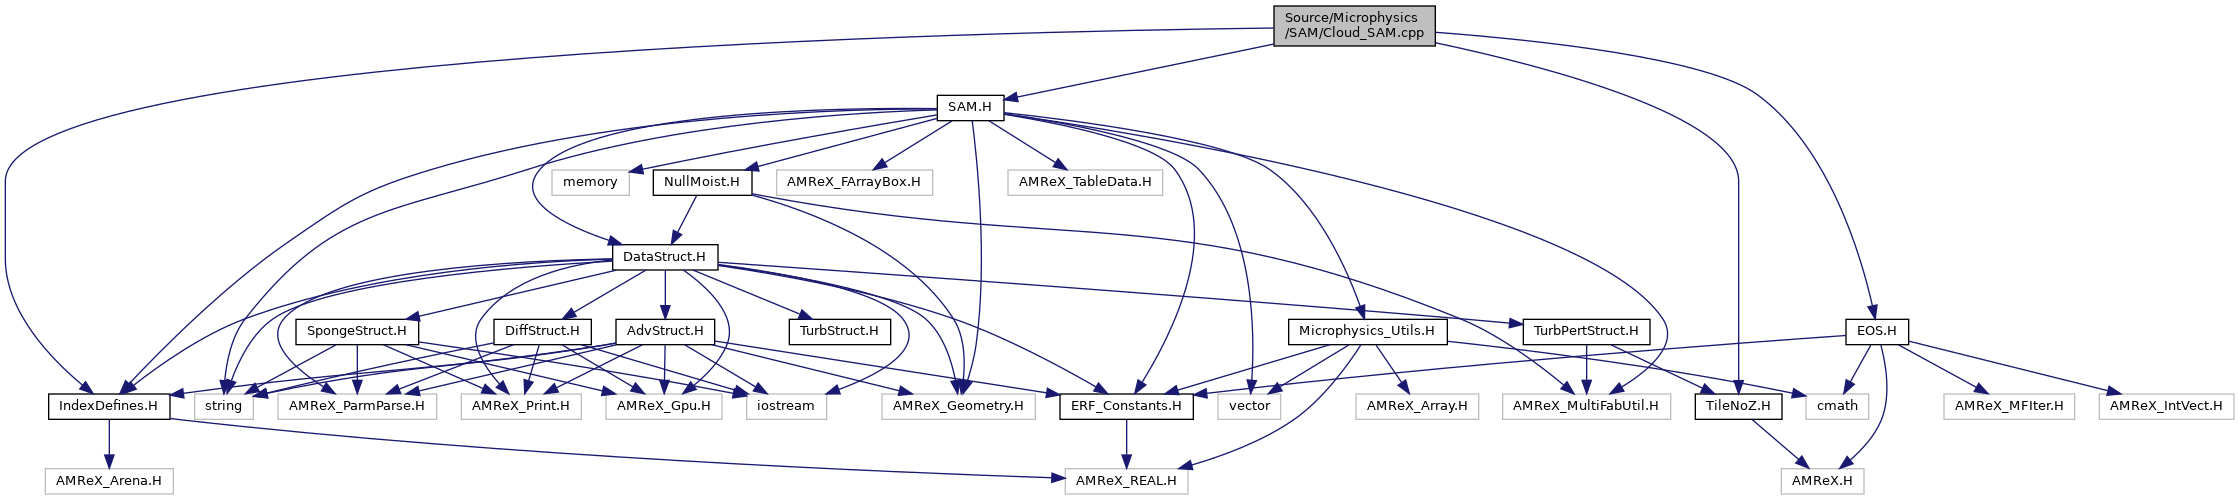 Source/Microphysics
/SAM/Cloud_SAM.cpp
SAM.H
memory
NullMoist.H
AMReX_FArrayBox.H
AMReX_TableData.H
DataStruct.H
SpongeStruct.H
DiffStruct.H
AdvStruct.H
TurbStruct.H
Microphysics_Utils.H
TurbPertStruct.H
EOS.H
IndexDefines.H
string
AMReX_ParmParse.H
AMReX_Print.H
AMReX_Gpu.H
iostream
AMReX_Geometry.H
ERF_Constants.H
vector
AMReX_Array.H
AMReX_MultiFabUtil.H
TileNoZ.H
cmath
AMReX_MFIter.H
AMReX_IntVect.H
AMReX_Arena.H
AMReX_REAL.H
AMReX.H